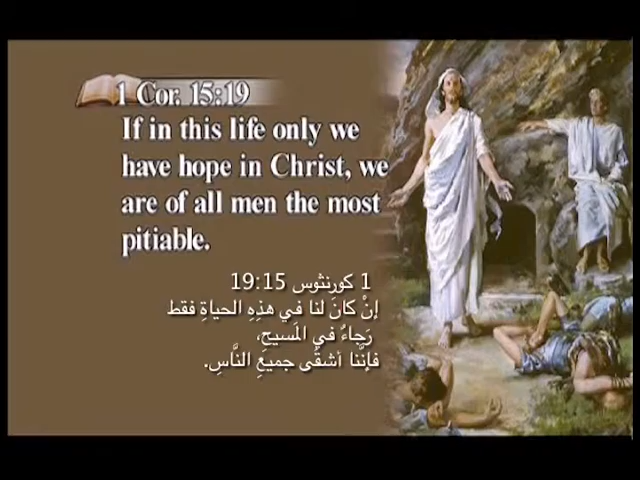 1 Cor. 15:19
If in this life only we
have hope in Christ, we
are of all men the most
pitiable.
1 كورنثوس 19:15
إنْ كانَ لنا في هذِهِ الحياةِ فقط
رَجاءٌ في المَسيحِ،
فإنَّنا أشقَى جميعِ النَّاسِ.